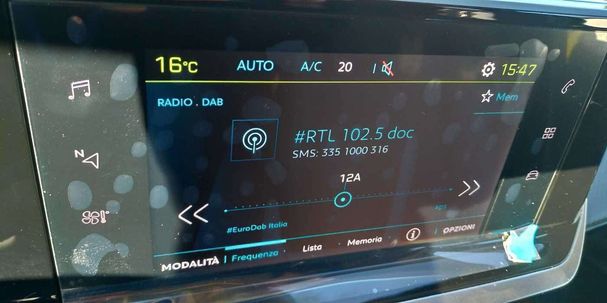 16°C AUTO A/C 20 15:47
RADIO . DAB
Mem
#RTL 102.5 doc
SMS: 335 1000 316
12A
N
#EuroDab Italia
MODALITÀ Frequenza Lista Memoria OPZIONI